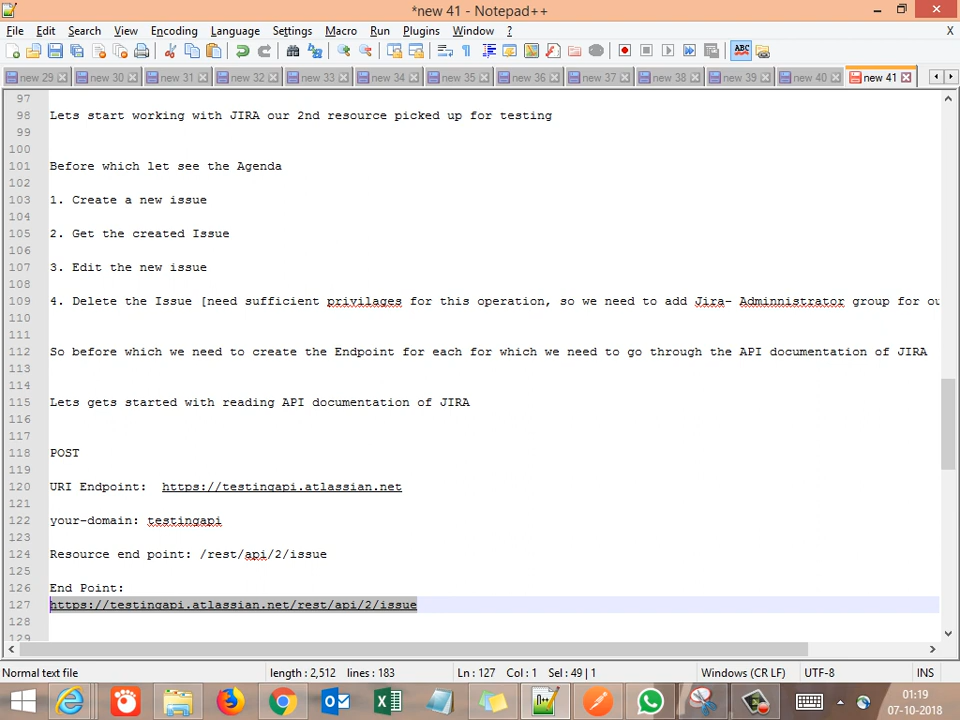 *new 41 - Notepad++
File Edit Search View Encoding Language Settings Macro Run Plugins Window ? X
new 29 new 30 new 31 new 32 new 33 new 34 new 35 new 36 new 37 new 38 new 39 new 40 new 41
97
98 Lets start working with JIRA our 2nd resource picked up for testing
99
100
101 Before which let see the Agenda
102
103 1. Create a new issue
104
105 2. Get the created Issue
106
107 3. Edit the new issue
108
109 4. Delete the Issue [need sufficient privilages for this operation, so we need to add Jira- Adminnistrator group for ou
110
111
112 So before which we need to create the Endpoint for each for which we need to go through the API documentation of JIRA
113
114
115 Lets gets started with reading API documentation of JIRA
116
117
118 POST
119
120 URI Endpoint: https://testingapi.atlassian.net
121
122 your-domain: testingapi
123
124 Resource end point: /rest/api/2/issue
125
126 End Point:
127 https://testingapi.atlassian.net/rest/api/2/issue
128
129
Normal text file length : 2,512 lines : 183 Ln : 127 Col : 1 Sel : 49 | 1 Windows (CR LF) UTF-8 INS
01:19
07-10-2018